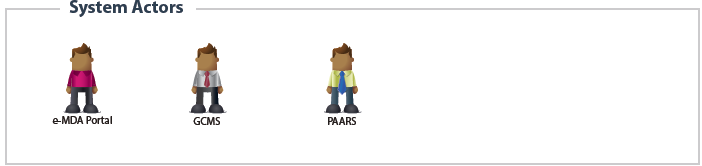 System Actors
e-MDA Portal
GCMS
PAARS